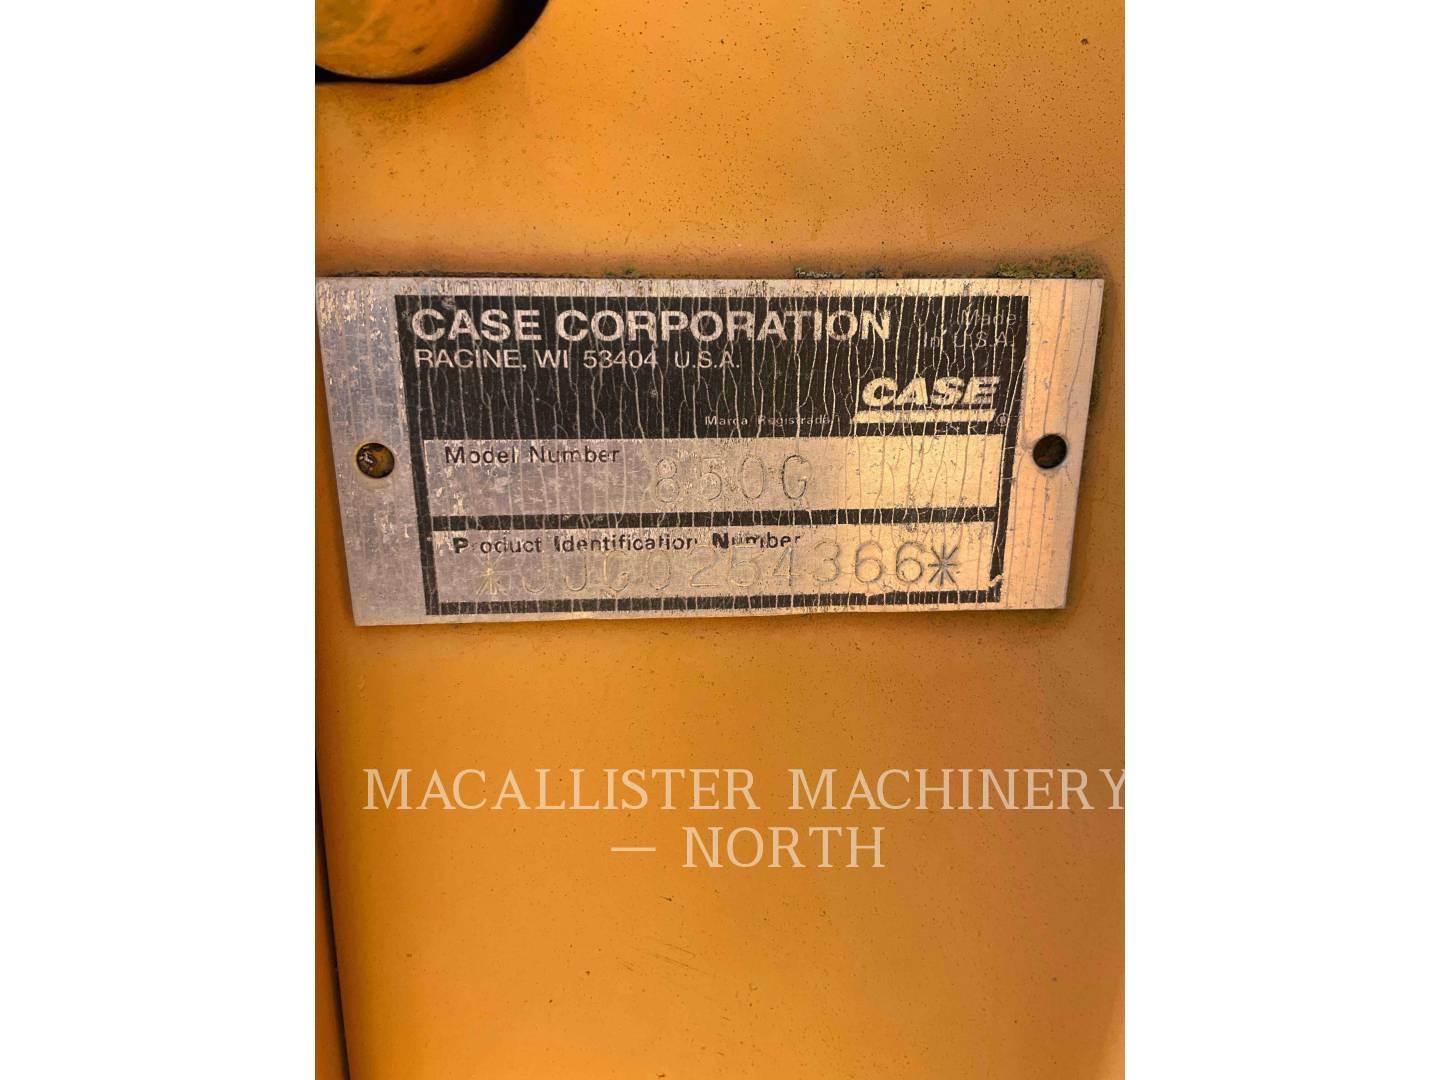 CASE CORPORATION
RACINE, WI 53404 U.S.A.
Made
In U.S.A.
CASE
®
Marca Registrada
Model Number
850G
Product Identification Number
*JJG0254366*
MACALLISTER MACHINERY
— NORTH